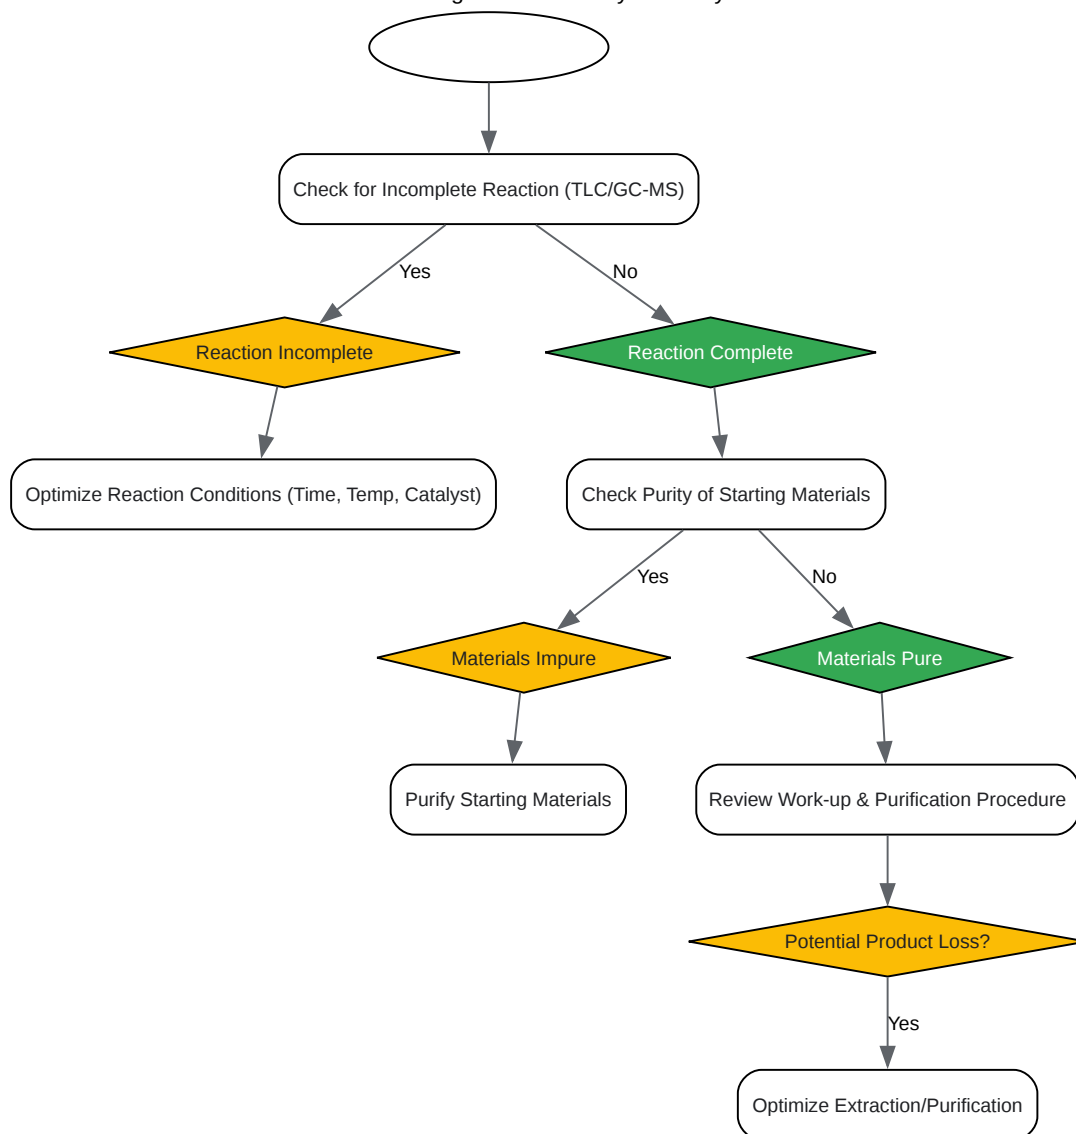 Check for Incomplete Reaction (TLC/GC-MS)
Yes
No
Reaction Incomplete
Reaction Complete
Optimize Reaction Conditions (Time, Temp, Catalyst)
Check Purity of Starting Materials
Yes
No
Materials Impure
Materials Pure
Purify Starting Materials
Review Work-up & Purification Procedure
Potential Product Loss?
Yes
Optimize Extraction/Purification